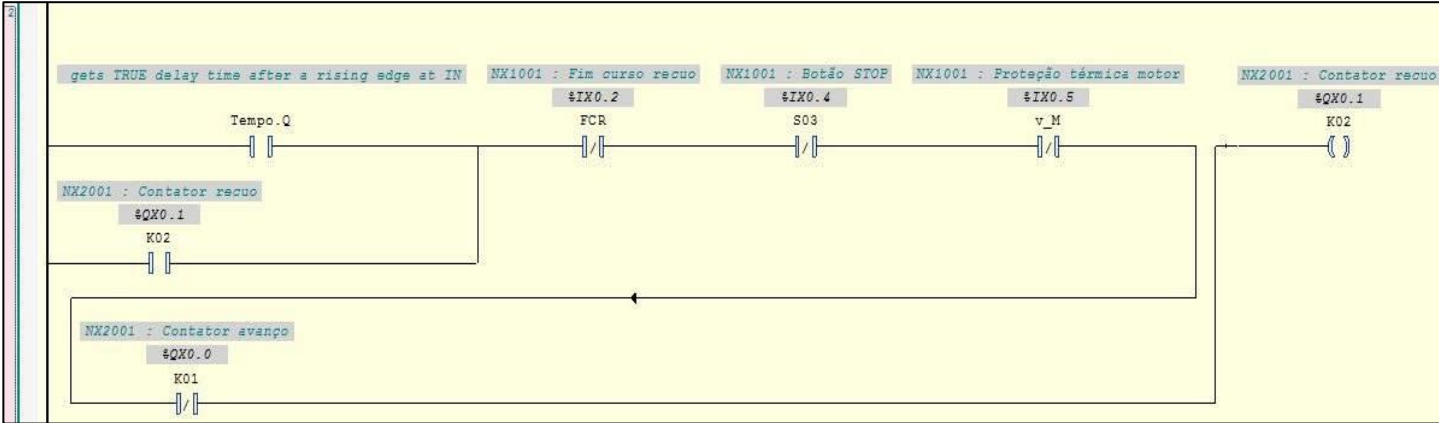 2
gets TRUE delay time after a rising edge at IN
NX1001 : Fim curso recuo
NX1001 : Botão STOP
NX1001 : Proteção térmica motor
NX2001 : Contator recuo
%IX0.2
%IX0.4
%IX0.5
%QX0.1
Tempo.Q
FCR
S03
v_M
K02
NX2001 : Contator recuo
%QX0.1
K02
NX2001 : Contator avanço
%QX0.0
K01